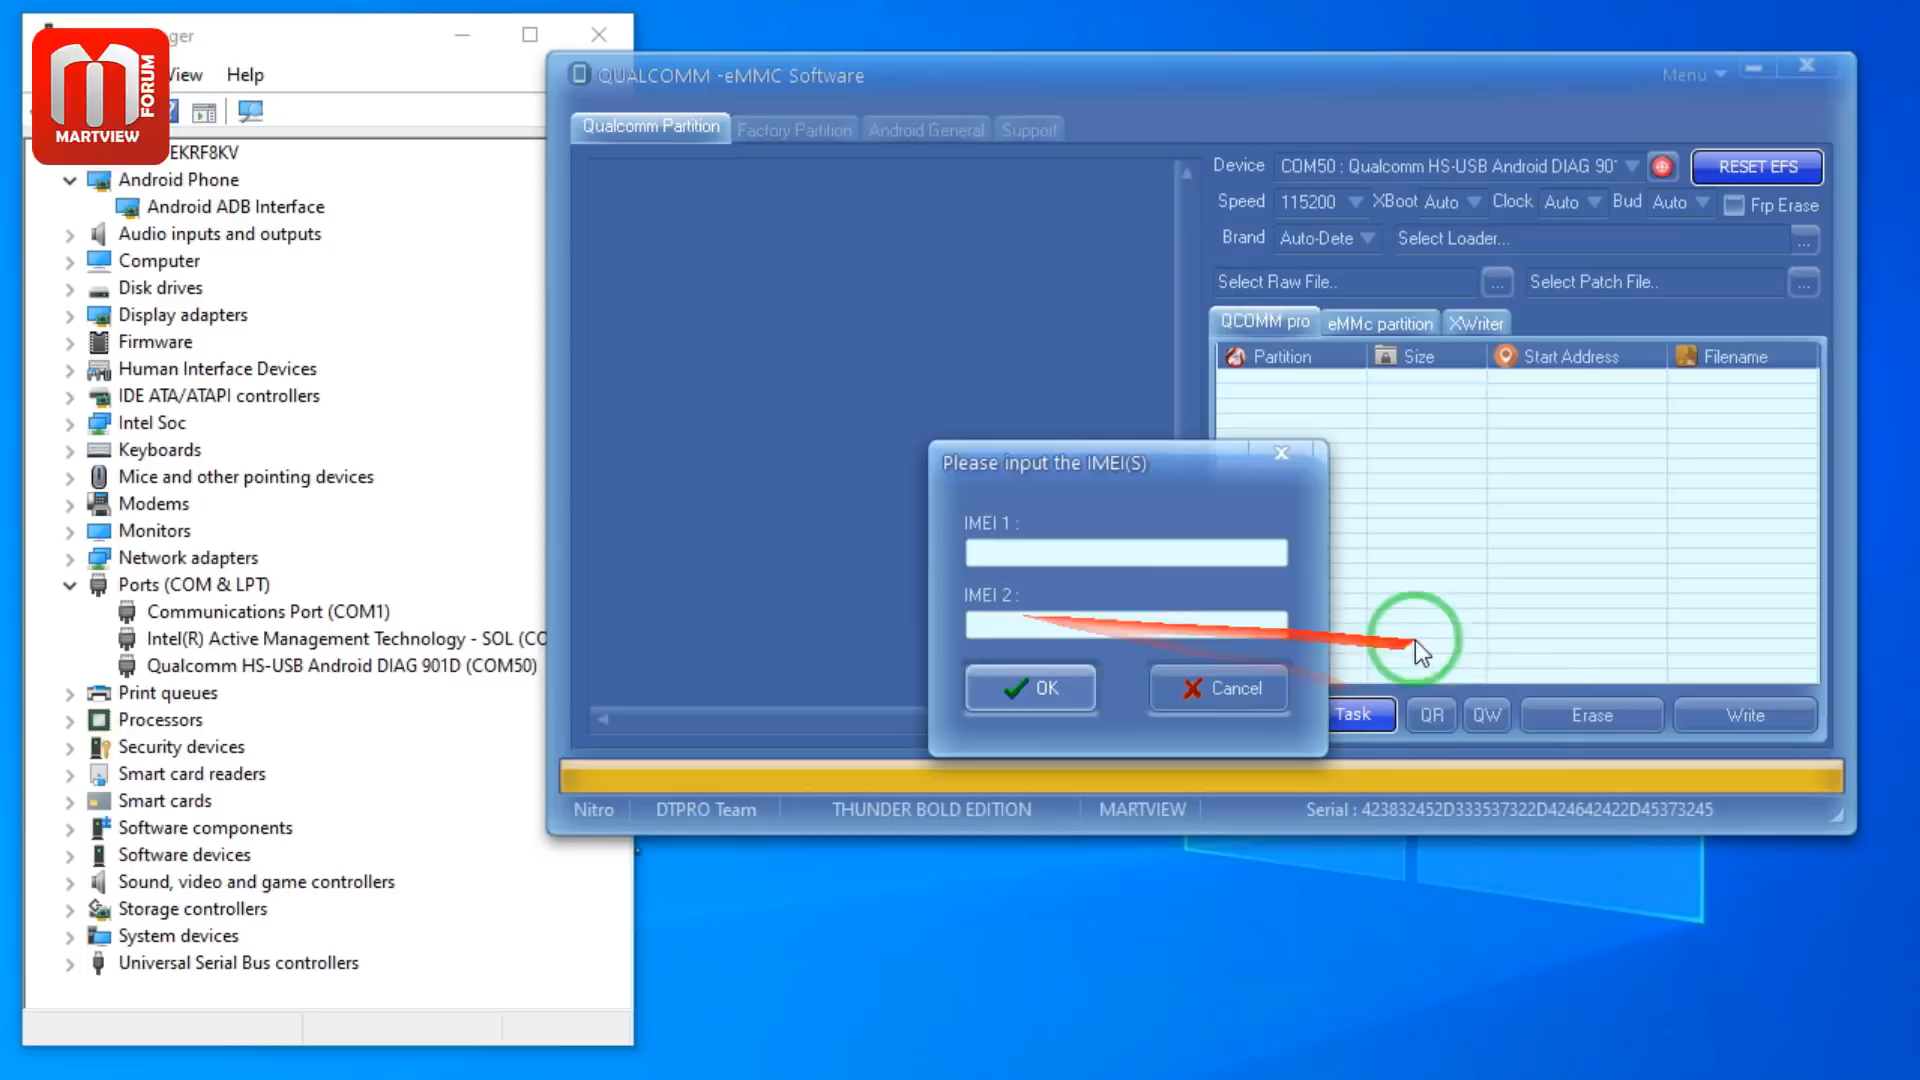 ger
View Help
FORUM
MARTVIEW
EKRF8KV
Android Phone
Android ADB Interface
Audio inputs and outputs
Computer
Disk drives
Display adapters
Firmware
Human Interface Devices
IDE ATA/ATAPI controllers
Intel Soc
Keyboards
Mice and other pointing devices
Modems
Monitors
Network adapters
Ports (COM & LPT)
Communications Port (COM1)
Intel(R) Active Management Technology - SOL (CO
Qualcomm HS-USB Android DIAG 901D (COM50)
Print queues
Processors
Security devices
Smart card readers
Smart cards
Software components
Software devices
Sound, video and game controllers
Storage controllers
System devices
Universal Serial Bus controllers
QUALCOMM -eMMC Software
Menu
Qualcomm Partition Factory Partition Android General Support
Device COM50 : Qualcomm HS-USB Android DIAG 901 RESET EFS
Speed 115200 XBoot Auto Clock Auto Bud Auto Frp Erase
Brand Auto-Dete Select Loader... ...
Select Raw File.. ... Select Patch File.. ...
QCOMM pro eMMc partition XWriter
Partition Size Start Address Filename
Please input the IMEI(S)
IMEI 1 :
IMEI 2 :
OK Cancel
Task QR QW Erase Write
Nitro DTPRO Team THUNDER BOLD EDITION MARTVIEW Serial : 423832452D333537322D424642422D45373245